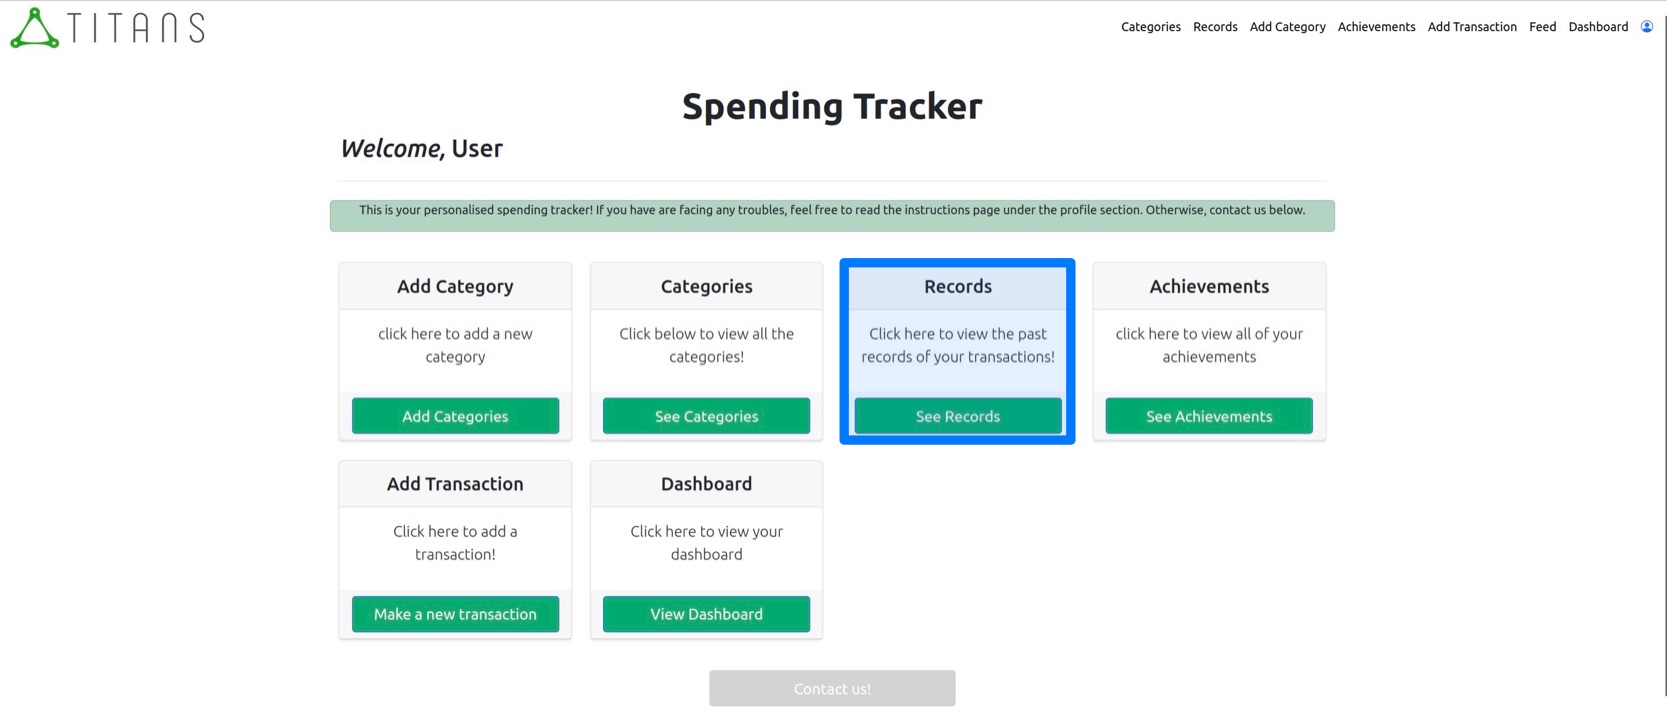 TITANS
Categories Records Add Category Achievements Add Transaction Feed Dashboard
Spending Tracker
Welcome, User
This is your personalised spending tracker! If you have are facing any troubles, feel free to read the instructions page under the profile section. Otherwise, contact us below.
Add Category
click here to add a new
category
Add Categories
Categories
Click below to view all the
categories!
See Categories
Records
Click here to view the past
records of your transactions!
See Records
Achievements
click here to view all of your
achievements
See Achievements
Add Transaction
Click here to add a
transaction!
Make a new transaction
Dashboard
Click here to view your
dashboard
View Dashboard
Contact us!